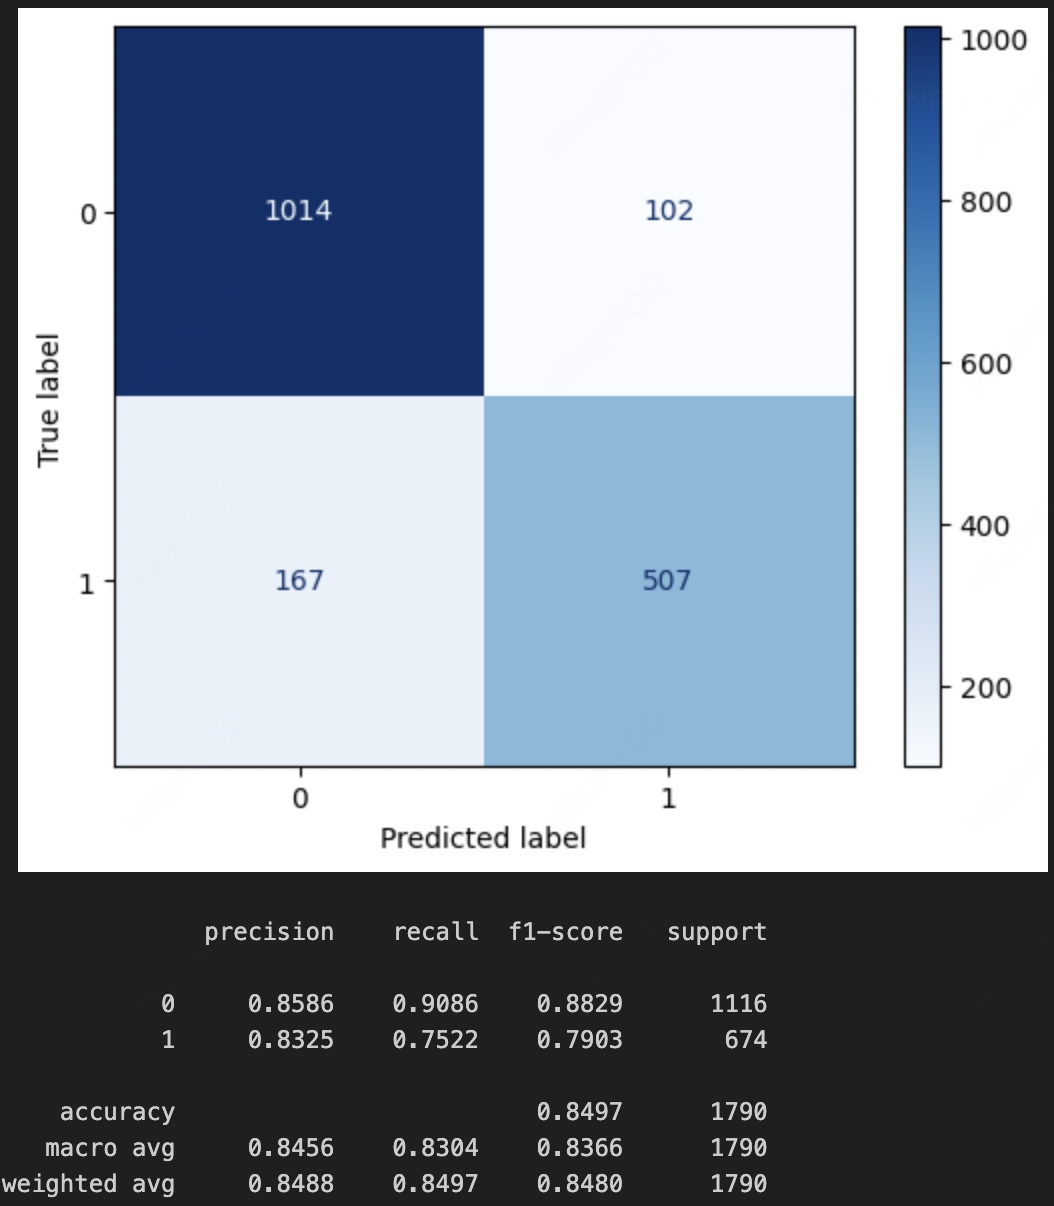 1000
800
600
400
200
0
1014
102
True label
1
167
507
0
1
Predicted label
precision recall f1-score support
0 0.8586 0.9086 0.8829 1116
1 0.8325 0.7522 0.7903 674
accuracy 0.8497 1790
macro avg 0.8456 0.8304 0.8366 1790
weighted avg 0.8488 0.8497 0.8480 1790